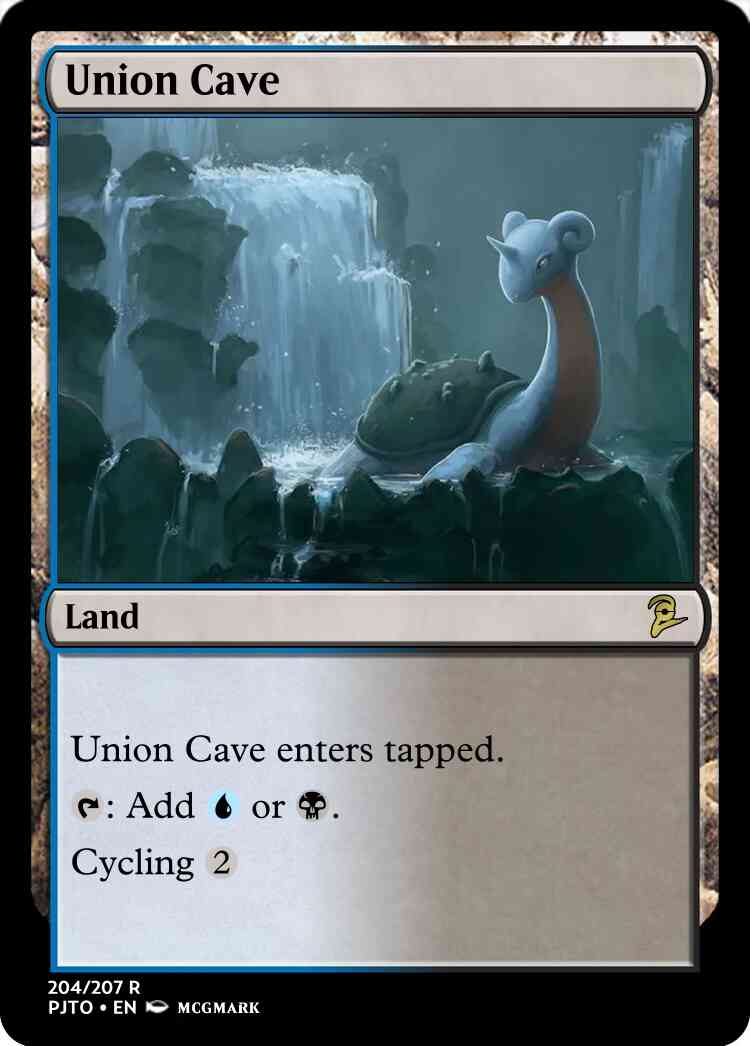 Union Cave
Land
Union Cave enters tapped.
: Add or .
Cycling 2
204/207 R
PJTO • EN MCGMARK